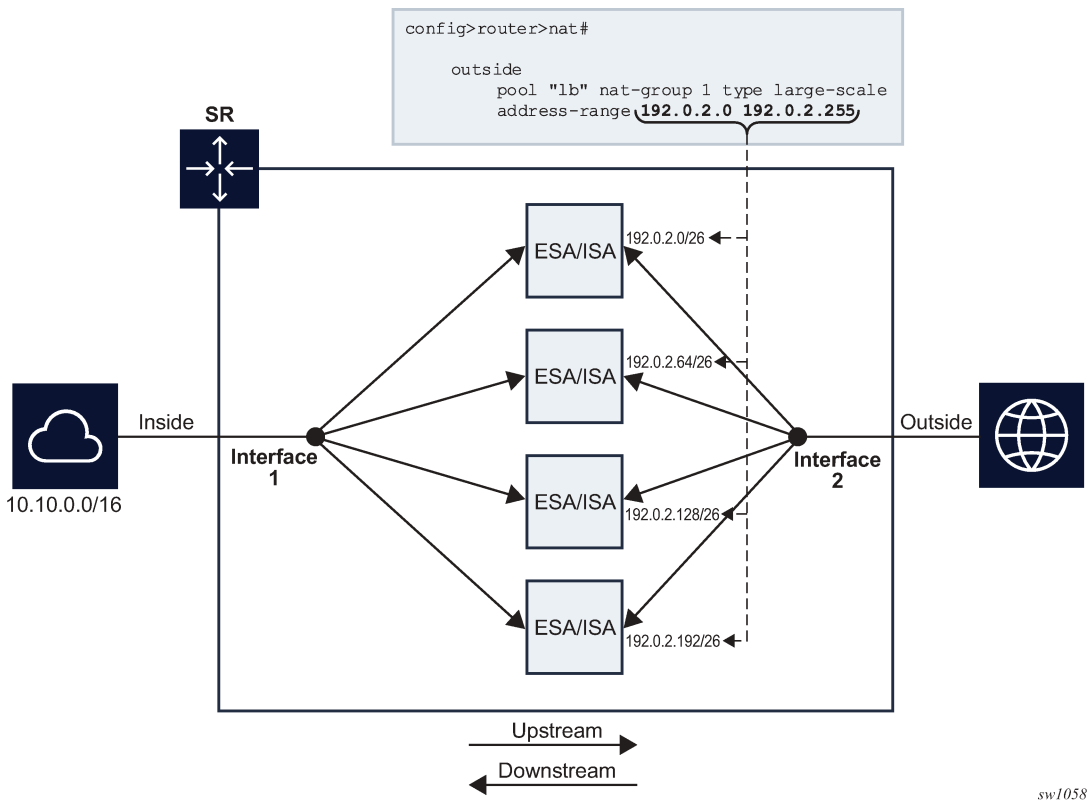 config>router>nat#
outside
pool "lb" nat-group 1 type large-scale
address-range 192.0.2.0 192.0.2.255
SR
ESA/ISA
192.0.2.0/26
ESA/ISA
192.0.2.64/26
Inside
Outside
Interface
1
Interface
2
10.10.0.0/16
ESA/ISA
192.0.2.128/26
ESA/ISA
192.0.2.192/26
Upstream
Downstream
sw1058